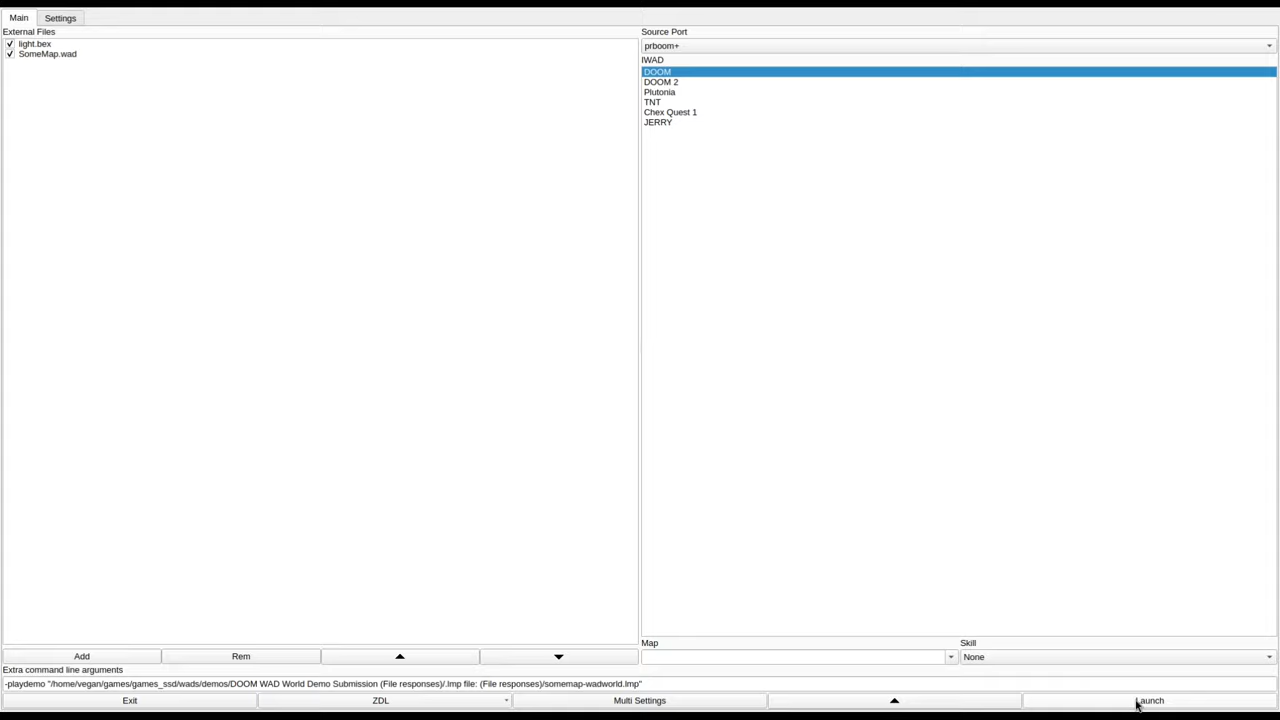 Main Settings
External Files
light.bex
SomeMap.wad
Source Port
prboom+
IWAD
DOOM
DOOM 2
Plutonia
TNT
Chex Quest 1
JERRY
Add Rem
Map Skill
None
Extra command line arguments
-playdemo "/home/vegan/games/games_ssd/wads/demos/DOOM WAD World Demo Submission (File responses)/.lmp file: (File responses)/somemap-wadworld.lmp"
Exit ZDL Multi Settings Launch